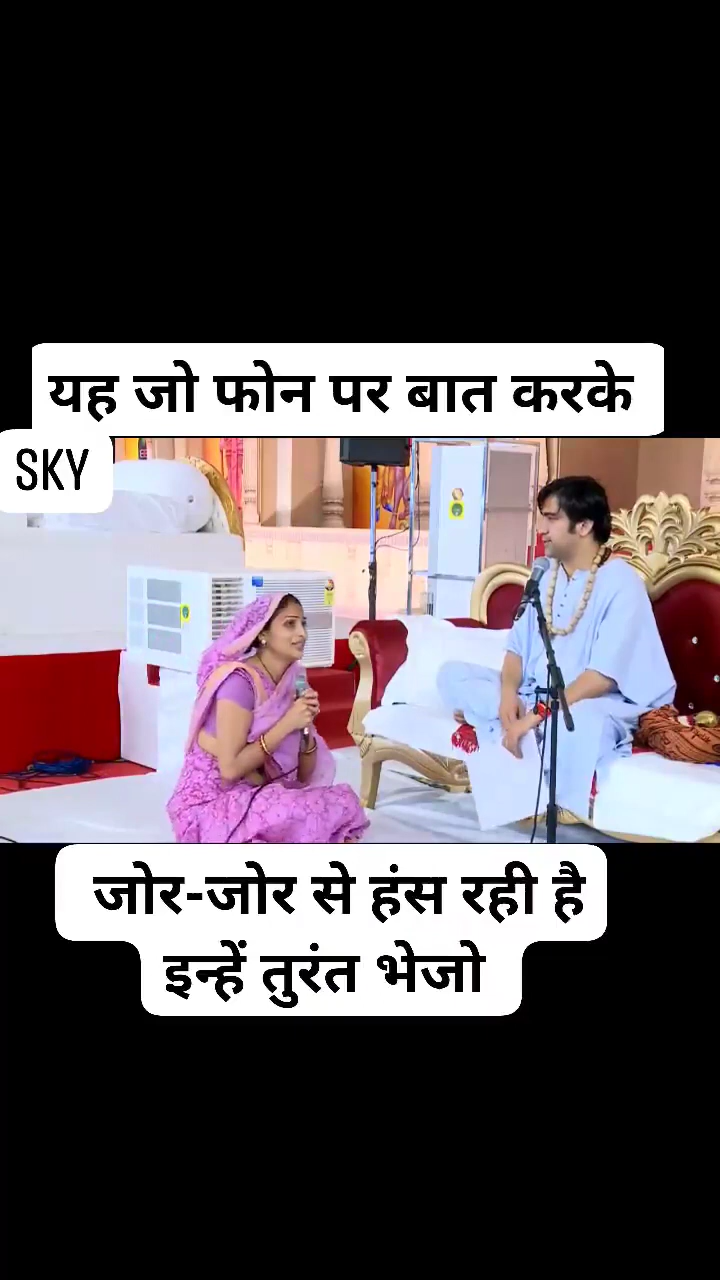 यह जो फोन पर बात करके
SKY
जोर-जोर से हंस रही है
इन्हें तुरंत भेजो